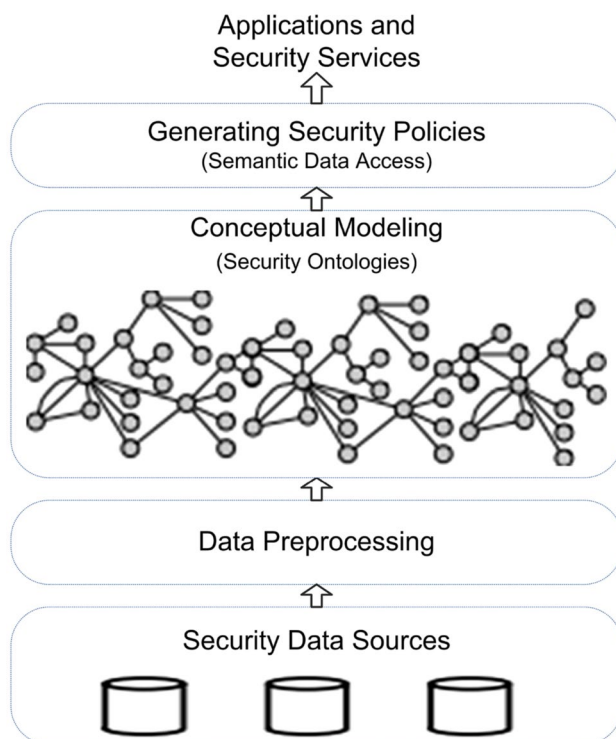 Applications and
Security Services
Generating Security Policies
(Semantic Data Access)
Conceptual Modeling
(Security Ontologies)
Data Preprocessing
Security Data Sources